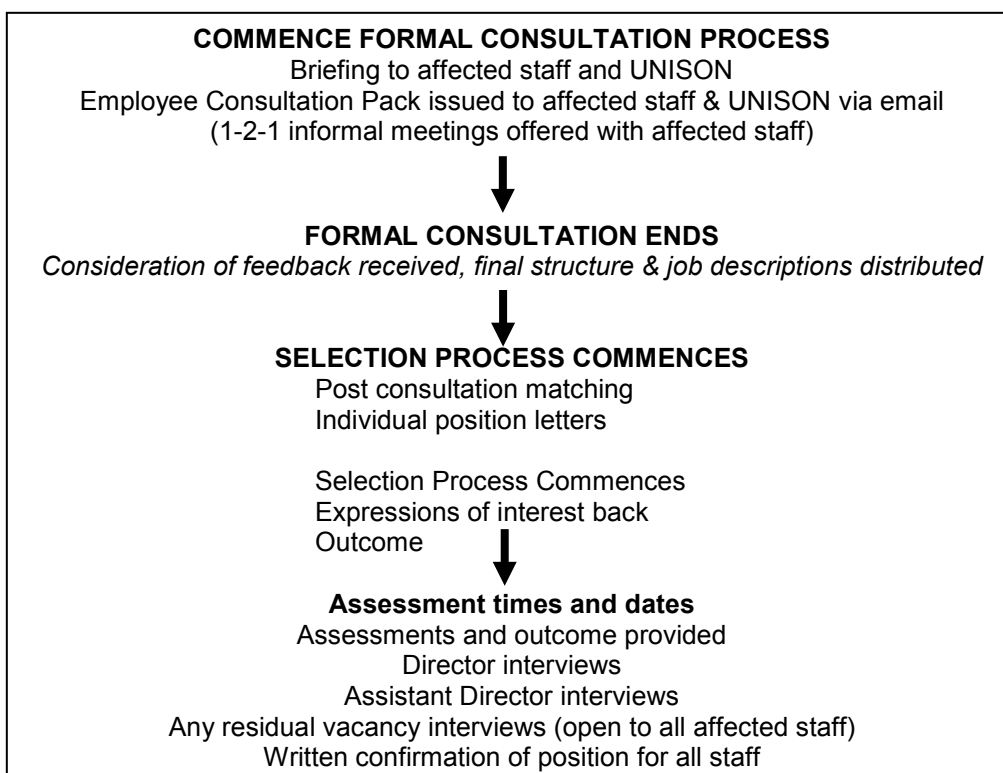 COMMENCE FORMAL CONSULTATION PROCESS
Briefing to affected staff and UNISON
Employee Consultation Pack issued to affected staff & UNISON via email
(1-2-1 informal meetings offered with affected staff)
FORMAL CONSULTATION ENDS
Consideration of feedback received, final structure & job descriptions distributed
SELECTION PROCESS COMMENCES
Post consultation matching
Individual position letters
Selection Process Commences
Expressions of interest back
Outcome
Assessment times and dates
Assessments and outcome provided
Director interviews
Assistant Director interviews
Any residual vacancy interviews (open to all affected staff)
Written confirmation of position for all staff